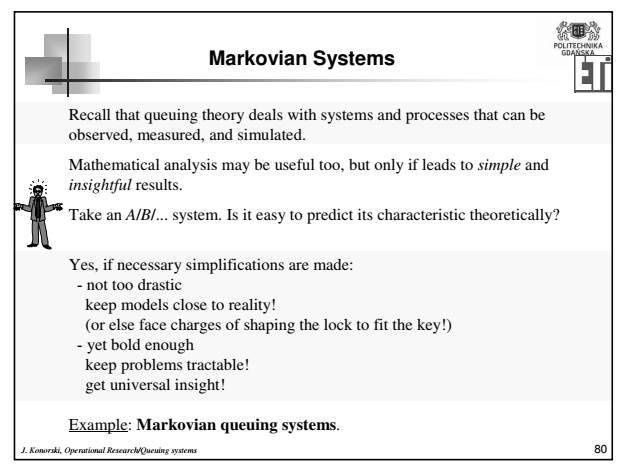 Markovian Systems
POLITECHNIKA
GDAŃSKA
ETi
Recall that queuing theory deals with systems and processes that can be
observed, measured, and simulated.
Mathematical analysis may be useful too, but only if leads to simple and
insightful results.
Take an A/B/... system. Is it easy to predict its characteristic theoretically?
Yes, if necessary simplifications are made:
- not too drastic
keep models close to reality!
(or else face charges of shaping the lock to fit the key!)
- yet bold enough
keep problems tractable!
get universal insight!
Example: Markovian queuing systems.
J. Konorski, Operational Research/Queuing systems
80